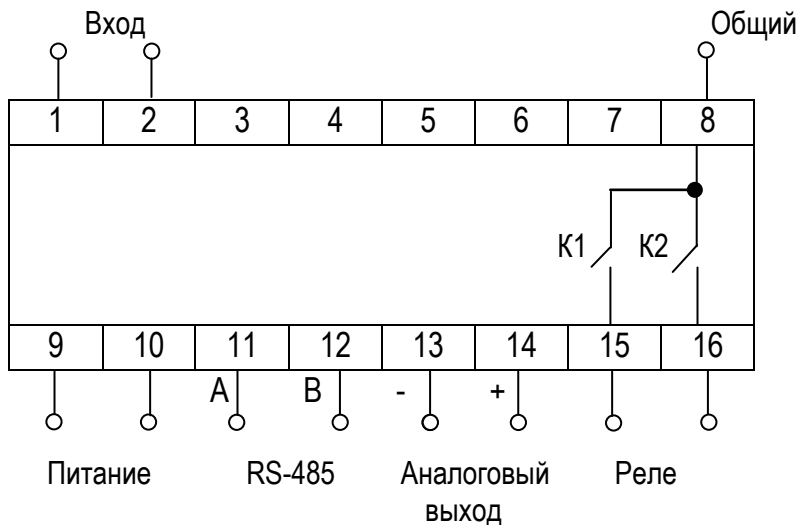 Вход Общий
1 2 3 4 5 6 7 8
К1 К2
9 10 11 12 13 14 15 16
A B - +
Питание RS-485 Аналоговый выход Реле